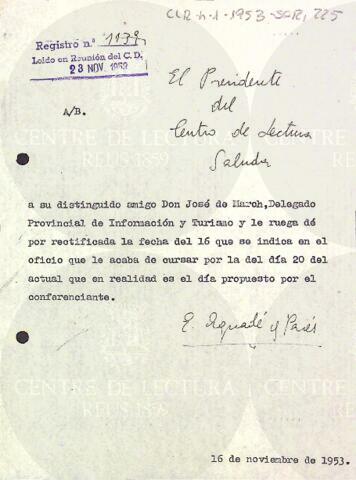 CLR-h-1-1953-SGR, 225
Registro n.º 1139
Leído en Reunión del C.D.
23 NOV. 1953
A/B.
El Presidente
del
Centro de Lectura
Saluda
a su distinguido amigo Don José de March, Delegado
Provincial de Información y Turismo y le ruega dé
por rectificada la fecha del 16 que se indica en el
oficio que le acaba de cursar por la del día 20 del
actual que en realidad es el día propuesto por el
conferenciante.
E. Aguadé y Parés
16 de noviembre de 1953.
CENTRE DE LECTURA
REUS 1859
CENTRE DE LECTURA
REUS 1859